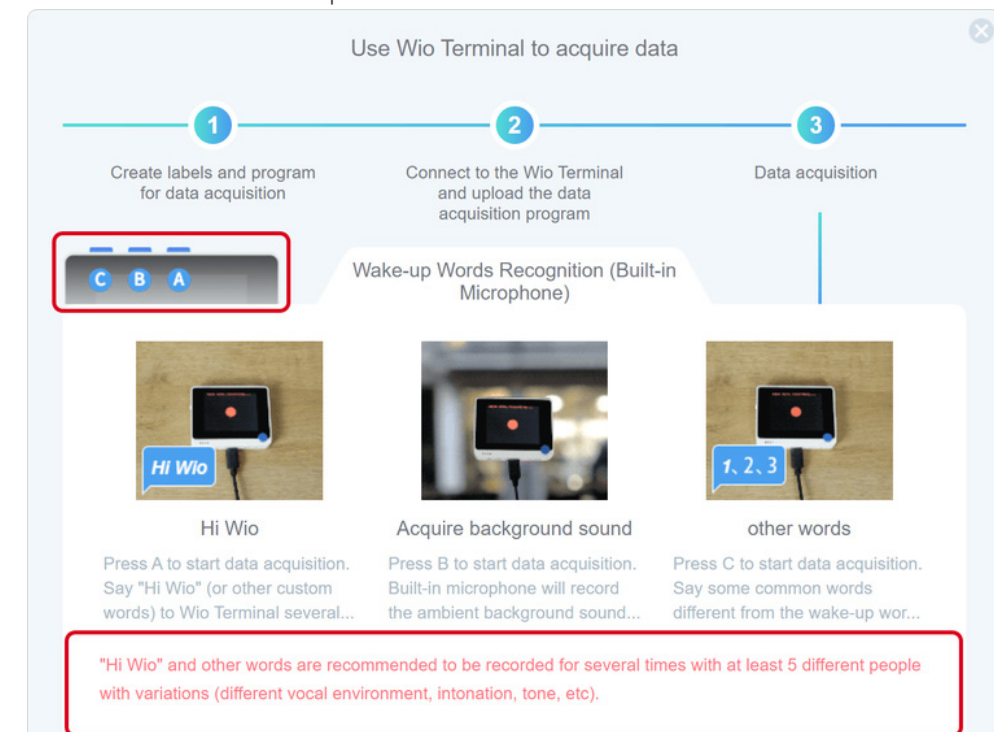 Use Wio Terminal to acquire data
1
2
3
Create labels and program
for data acquisition
Connect to the Wio Terminal
and upload the data
acquisition program
Data acquisition
C B A
Wake-up Words Recognition (Built-in
Microphone)
Hi Wio
1、2、3
Hi Wio
Press A to start data acquisition.
Say "Hi Wio" (or other custom
words) to Wio Terminal several...
Acquire background sound
Press B to start data acquisition.
Built-in microphone will record
the ambient background sound...
other words
Press C to start data acquisition.
Say some common words
different from the wake-up wor...
"Hi Wio" and other words are recommended to be recorded for several times with at least 5 different people
with variations (different vocal environment, intonation, tone, etc).